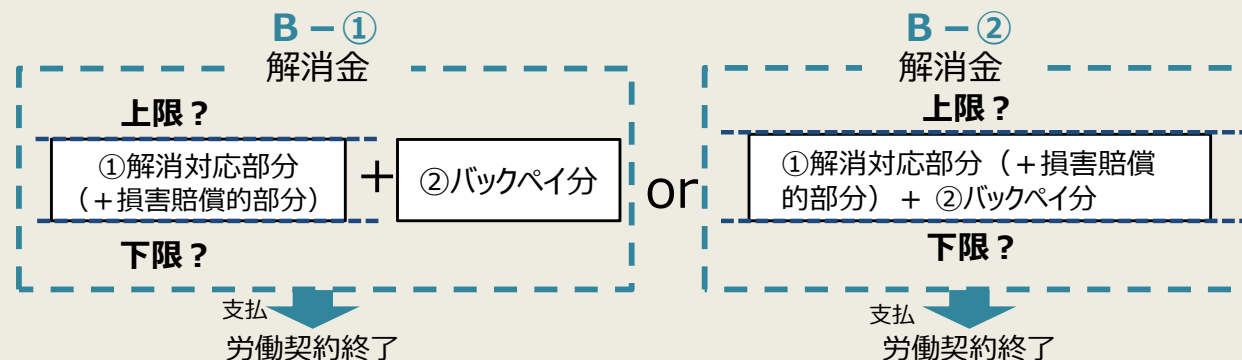 B－①
解消金
上限？
①解消対応部分
（＋損害賠償的部分）
＋
②バックペイ分
下限？
支払
労働契約終了
or
B－②
解消金
上限？
①解消対応部分（＋損害賠償
的部分）＋ ②バックペイ分
下限？
支払
労働契約終了